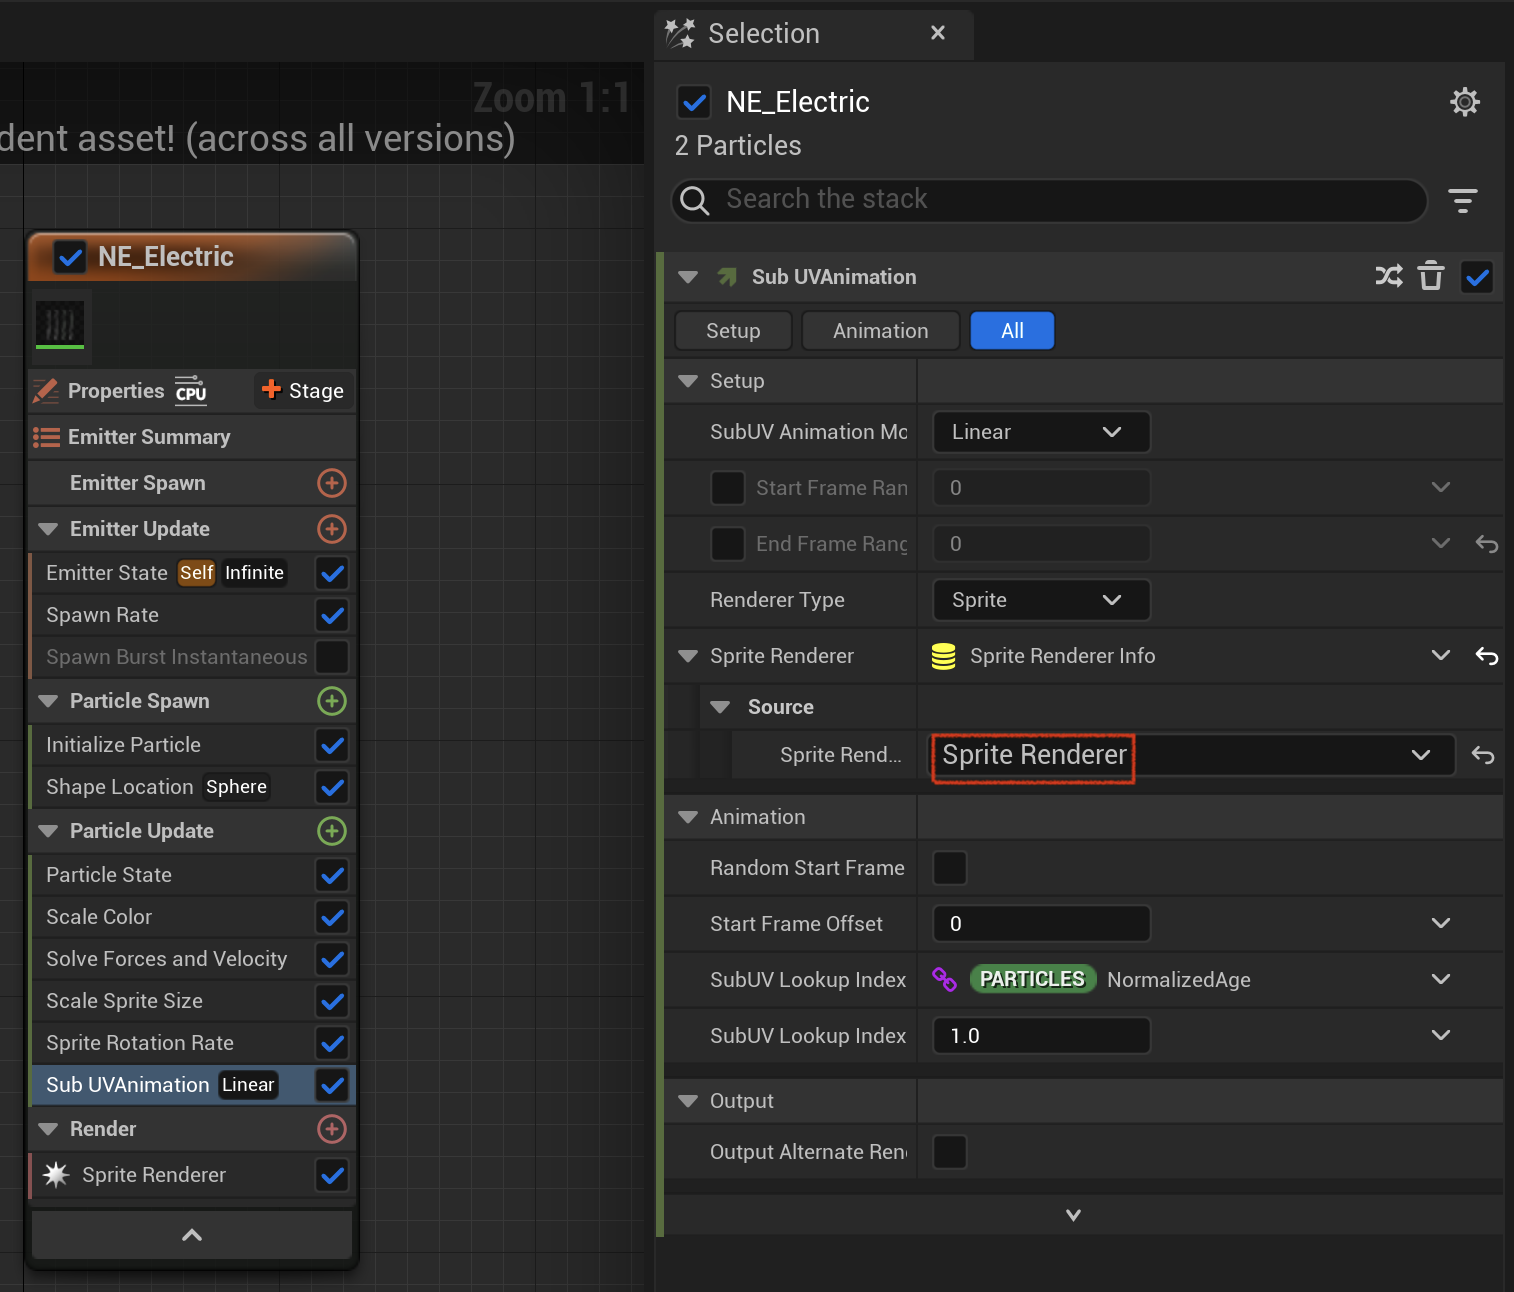 Selection
Zoom 1:1
dent asset! (across all versions)
NE_Electric
2 Particles
Search the stack
NE_Electric
Properties CPU Stage
Emitter Summary
Emitter Spawn
Emitter Update
Emitter State Self Infinite
Spawn Rate
Spawn Burst Instantaneous
Particle Spawn
Initialize Particle
Shape Location Sphere
Particle Update
Particle State
Scale Color
Solve Forces and Velocity
Scale Sprite Size
Sprite Rotation Rate
Sub UVAnimation Linear
Render
Sprite Renderer
Sub UVAnimation
Setup Animation All
Setup
SubUV Animation Mo Linear
Start Frame Ran 0
End Frame Rang 0
Renderer Type Sprite
Sprite Renderer Sprite Renderer Info
Source
Sprite Rend... Sprite Renderer
Animation
Random Start Frame
Start Frame Offset 0
SubUV Lookup Index PARTICLES NormalizedAge
SubUV Lookup Index 1.0
Output
Output Alternate Ren